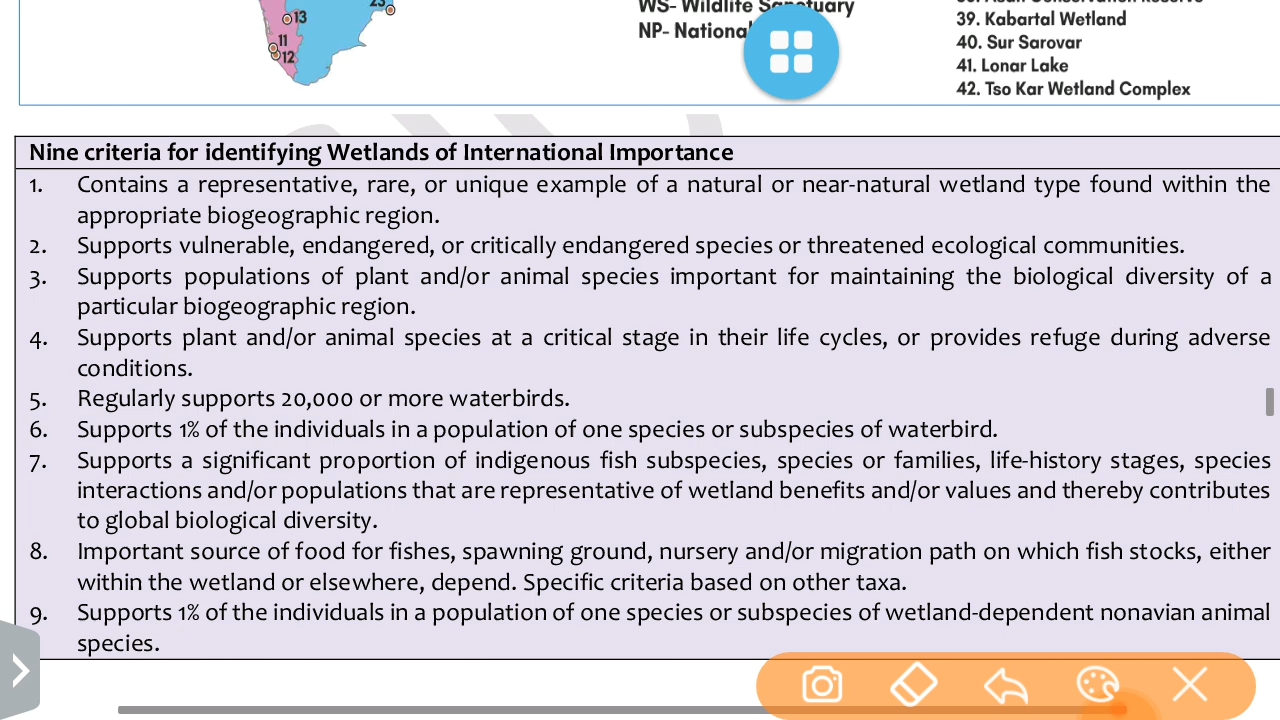 13
23
11
12
WS- Wildlife Sanctuary
NP- National
39. Kabartal Wetland
40. Sur Sarovar
41. Lonar Lake
42. Tso Kar Wetland Complex
Nine criteria for identifying Wetlands of International Importance
1. Contains a representative, rare, or unique example of a natural or near-natural wetland type found within the
appropriate biogeographic region.
2. Supports vulnerable, endangered, or critically endangered species or threatened ecological communities.
3. Supports populations of plant and/or animal species important for maintaining the biological diversity of a
particular biogeographic region.
4. Supports plant and/or animal species at a critical stage in their life cycles, or provides refuge during adverse
conditions.
5. Regularly supports 20,000 or more waterbirds.
6. Supports 1% of the individuals in a population of one species or subspecies of waterbird.
7. Supports a significant proportion of indigenous fish subspecies, species or families, life-history stages, species
interactions and/or populations that are representative of wetland benefits and/or values and thereby contributes
to global biological diversity.
8. Important source of food for fishes, spawning ground, nursery and/or migration path on which fish stocks, either
within the wetland or elsewhere, depend. Specific criteria based on other taxa.
9. Supports 1% of the individuals in a population of one species or subspecies of wetland-dependent nonavian animal
species.